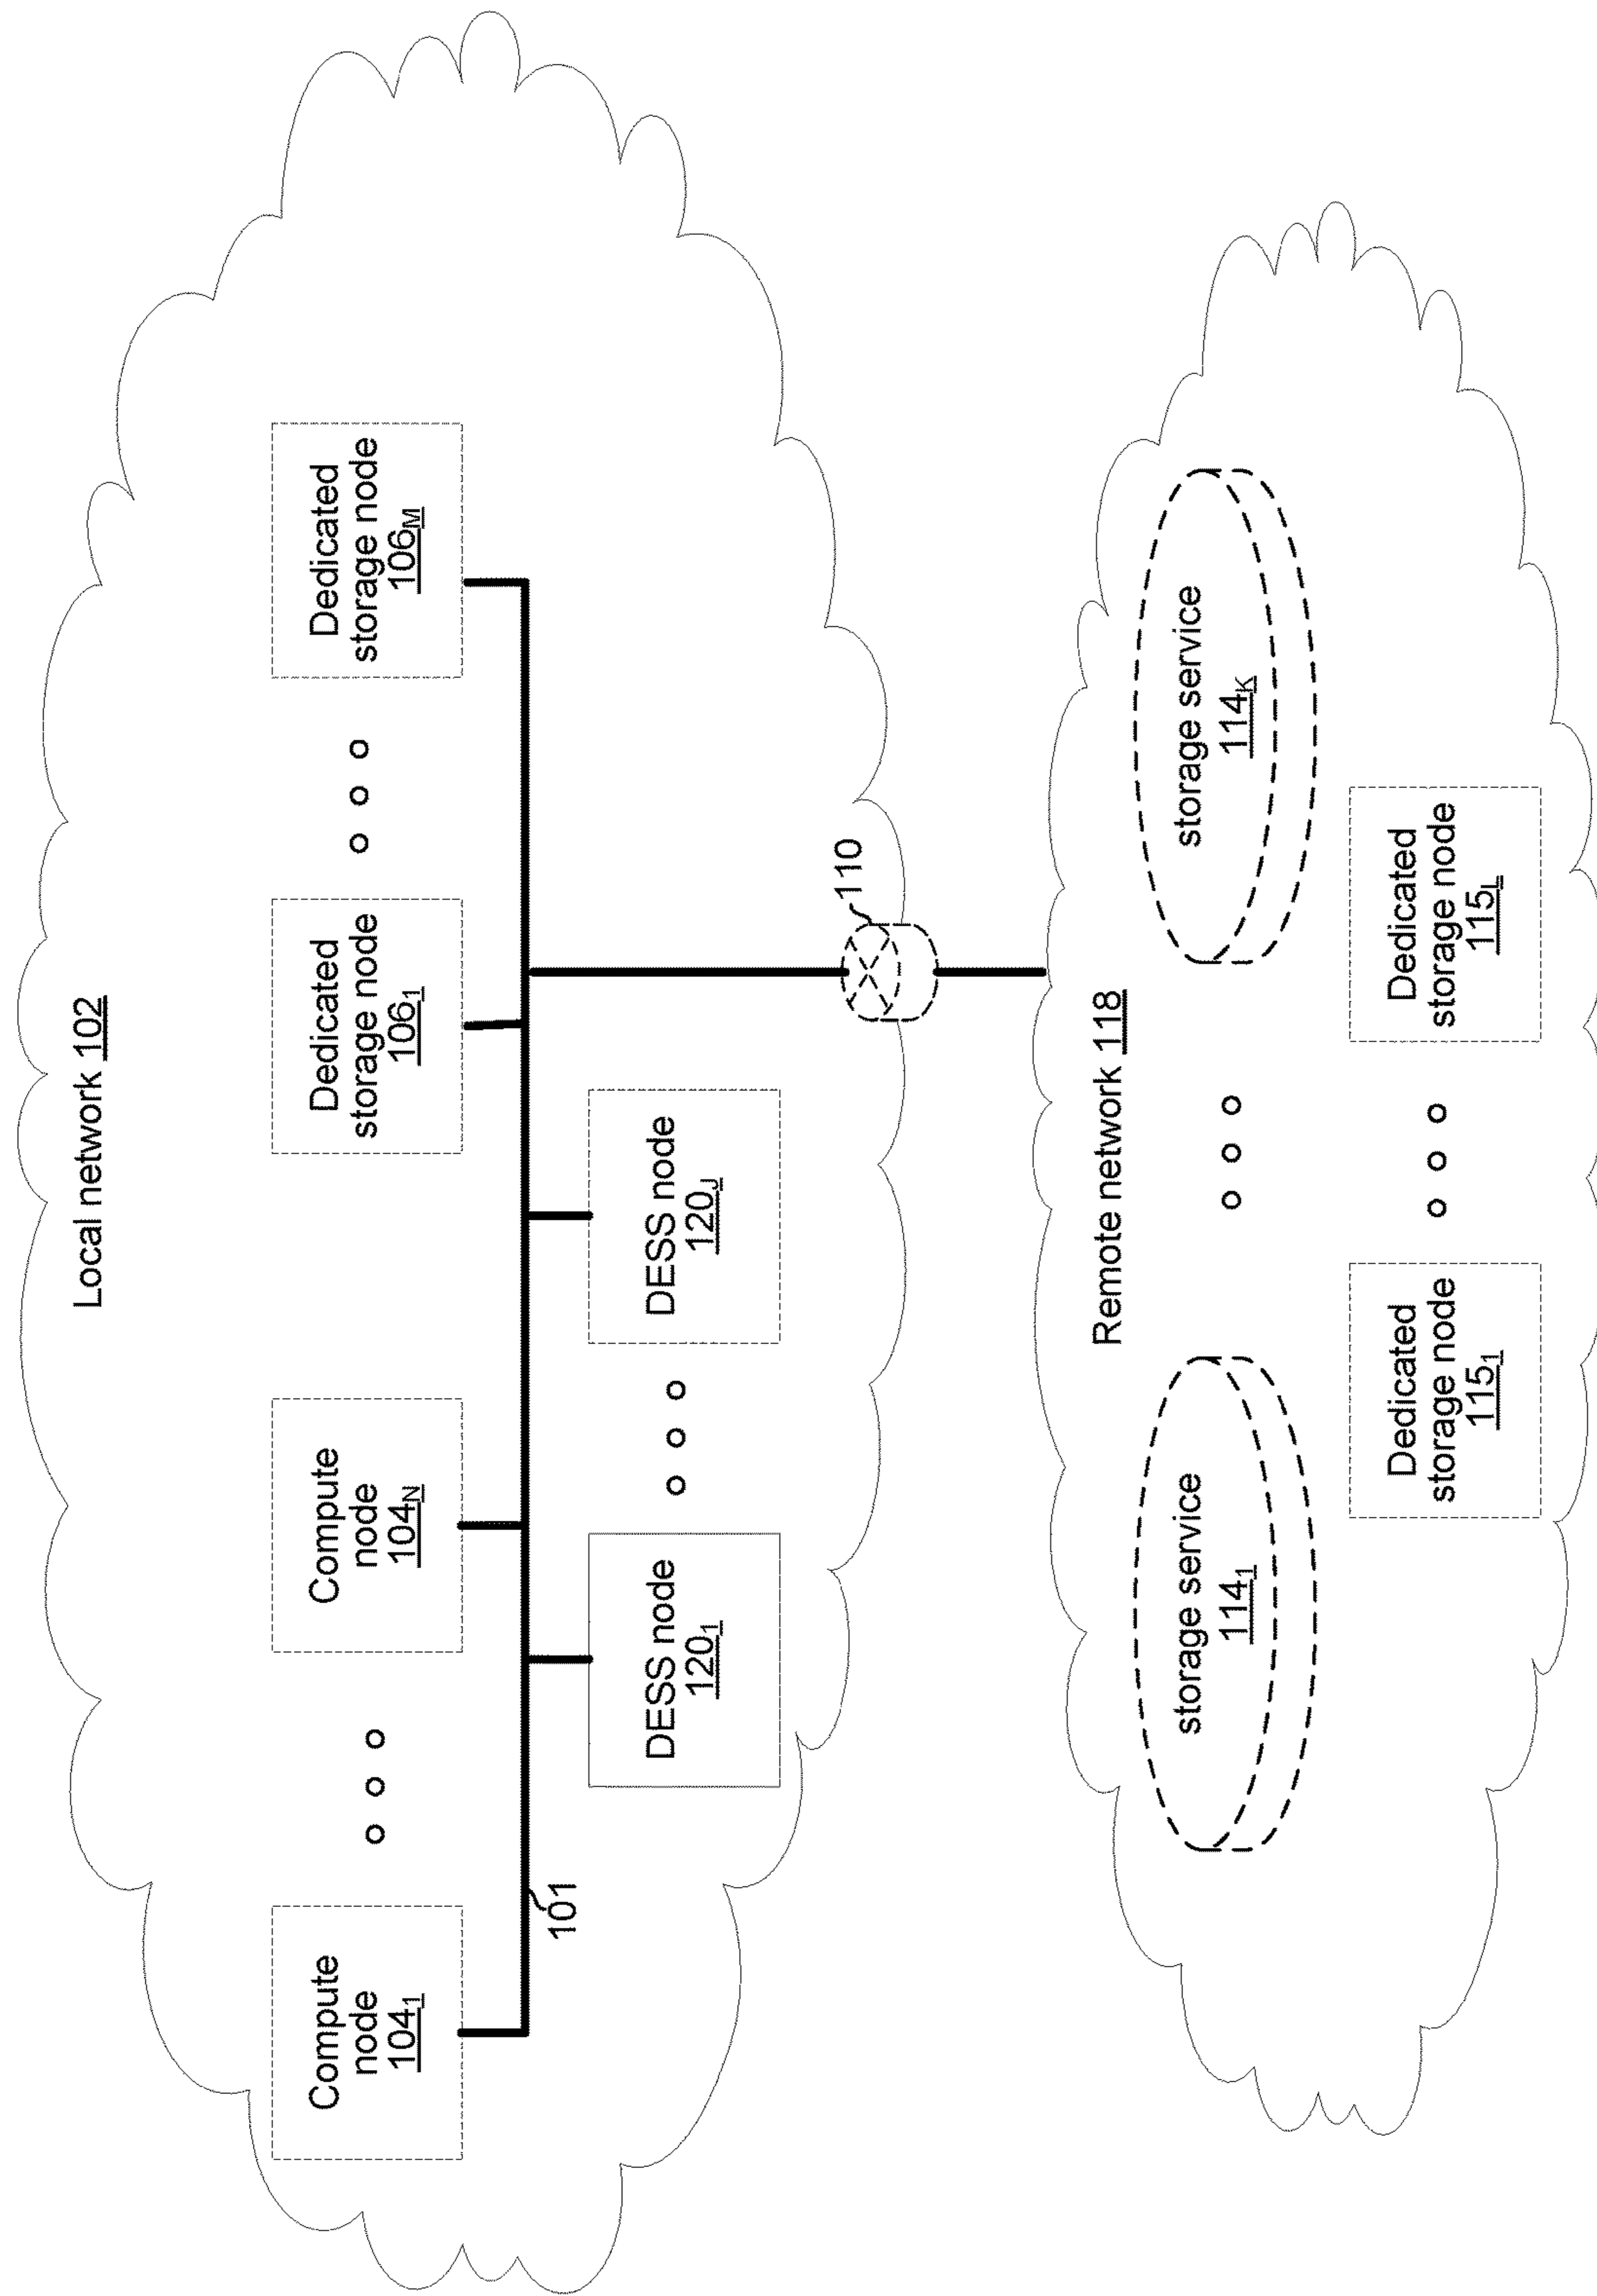 Local network 102
Compute
node
104₁
Compute
node
104N
Dedicated
storage node
106₁
Dedicated
storage node
106M
101
DESS node
120₁
DESS node
120J
110
Remote network 118
storage service
114₁
storage service
114K
Dedicated
storage node
115₁
Dedicated
storage node
115L